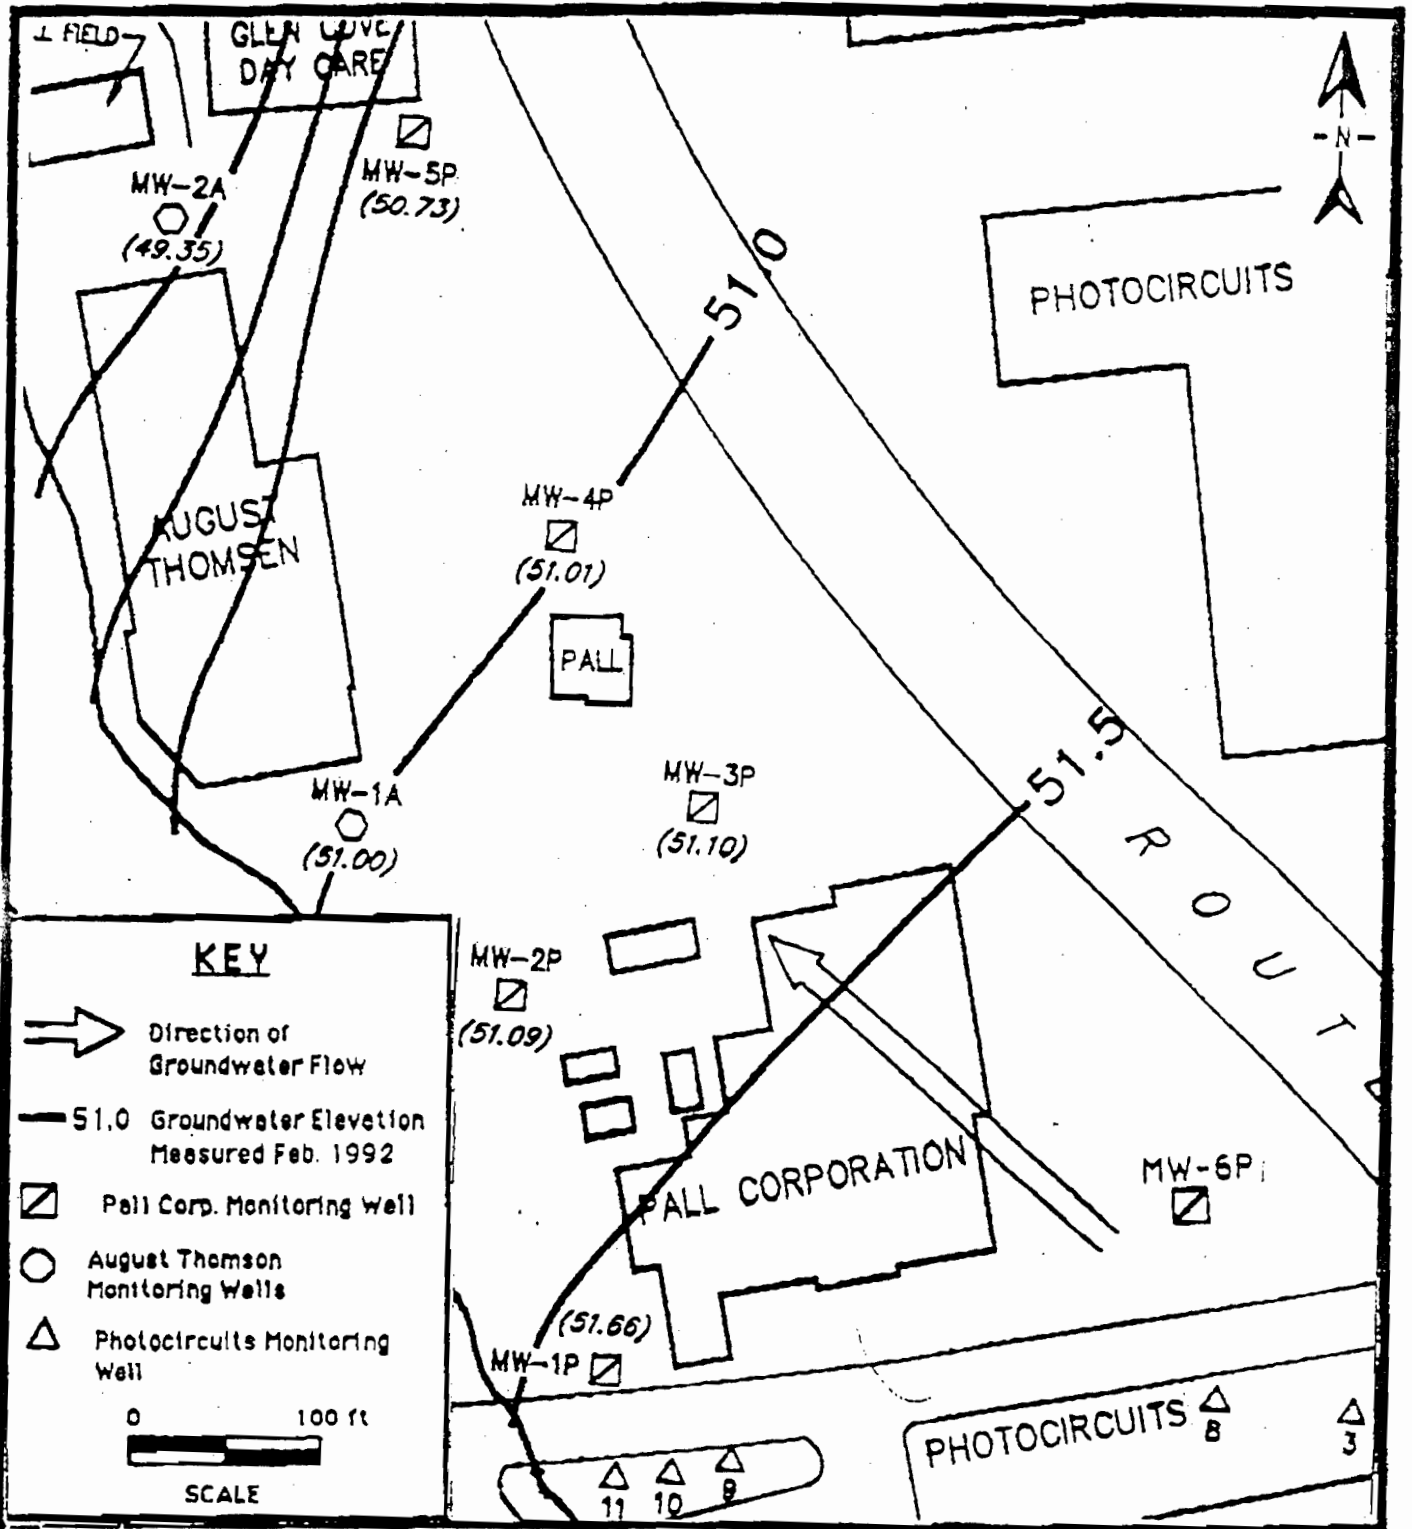 ⊥ FIELD
GLEN COVE
DAY CARE
N
MW-5P
(50.73)
MW-2A
(49.35)
51.0
PHOTOCIRCUITS
MW-4P
(51.01)
AUGUST
THOMSEN
PALL
51.5
MW-1A
(51.00)
MW-3P
(51.10)
ROUT
MW-2P
(51.09)
PALL CORPORATION
MW-6P
(51.66)
MW-1P
PHOTOCIRCUITS
8
3
11
10
9
KEY
Direction of
Groundwater Flow
51.0 Groundwater Elevation
Measured Feb. 1992
Pall Corp. Monitoring Well
August Thomson
Monitoring Wells
Photocircuits Monitoring
Well
0 100 ft
SCALE